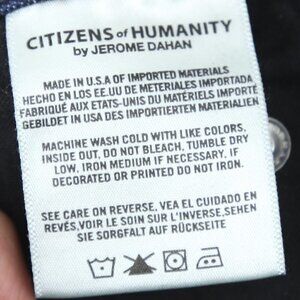 CITIZENS of HUMANITY
by JEROME DAHAN
MADE IN U.S.A OF IMPORTED MATERIALS
HECHO EN LOS EE.UU DE METERIALES IMPORTADA
FABRIQUÉ AUX ETATS-UNIS DU MATÉRIELS IMPORTÉ
GEBILDET IN USA DES IMPORTIERTEN MATERIALIEN
MACHINE WASH COLD WITH LIKE COLORS,
INSIDE OUT, DO NOT BLEACH, TUMBLE DRY
LOW, IRON MEDIUM IF NECESSARY, IF
DECORATED OR PRINTED DO NOT IRON.
SEE CARE ON REVERSE, VEA EL CUIDADO EN
REVÉS,VOIR LE SOIN SUR L'INVERSE,SEHEN
SIE SORGFALT AUF RÜCKSEITE